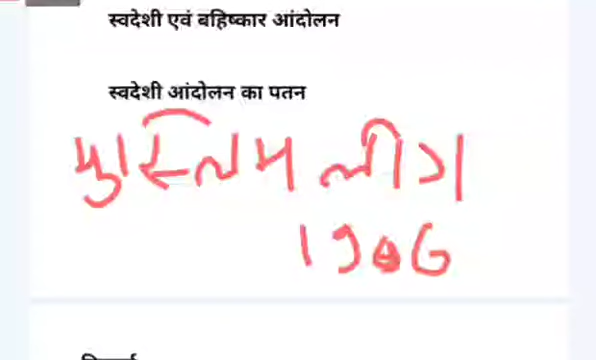 स्वदेशी एवं बहिष्कार आंदोलन
स्वदेशी आंदोलन का पतन
मुस्लिम लीग
1906